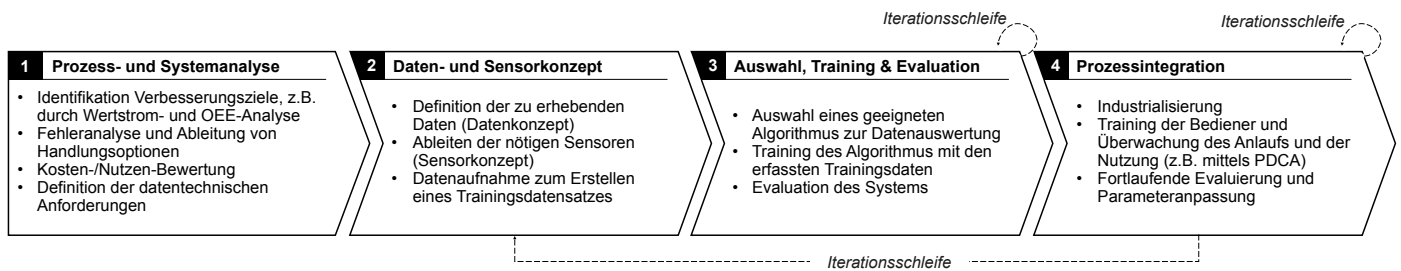 Iterationsschleife
Iterationsschleife
1 Prozess- und Systemanalyse
• Identifikation Verbesserungsziele, z.B.
durch Wertstrom- und OEE-Analyse
• Fehleranalyse und Ableitung von
Handlungsoptionen
• Kosten-/Nutzen-Bewertung
• Definition der datentechnischen
Anforderungen
2 Daten- und Sensorkonzept
• Definition der zu erhebenden
Daten (Datenkonzept)
• Ableiten der nötigen Sensoren
(Sensorkonzept)
• Datenaufnahme zum Erstellen
eines Trainingsdatensatzes
3 Auswahl, Training & Evaluation
• Auswahl eines geeigneten
Algorithmus zur Datenauswertung
• Training des Algorithmus mit den
erfassten Trainingsdaten
• Evaluation des Systems
4 Prozessintegration
• Industrialisierung
• Training der Bediener und
Überwachung des Anlaufs und der
Nutzung (z.B. mittels PDCA)
• Fortlaufende Evaluierung und
Parameteranpassung
Iterationsschleife